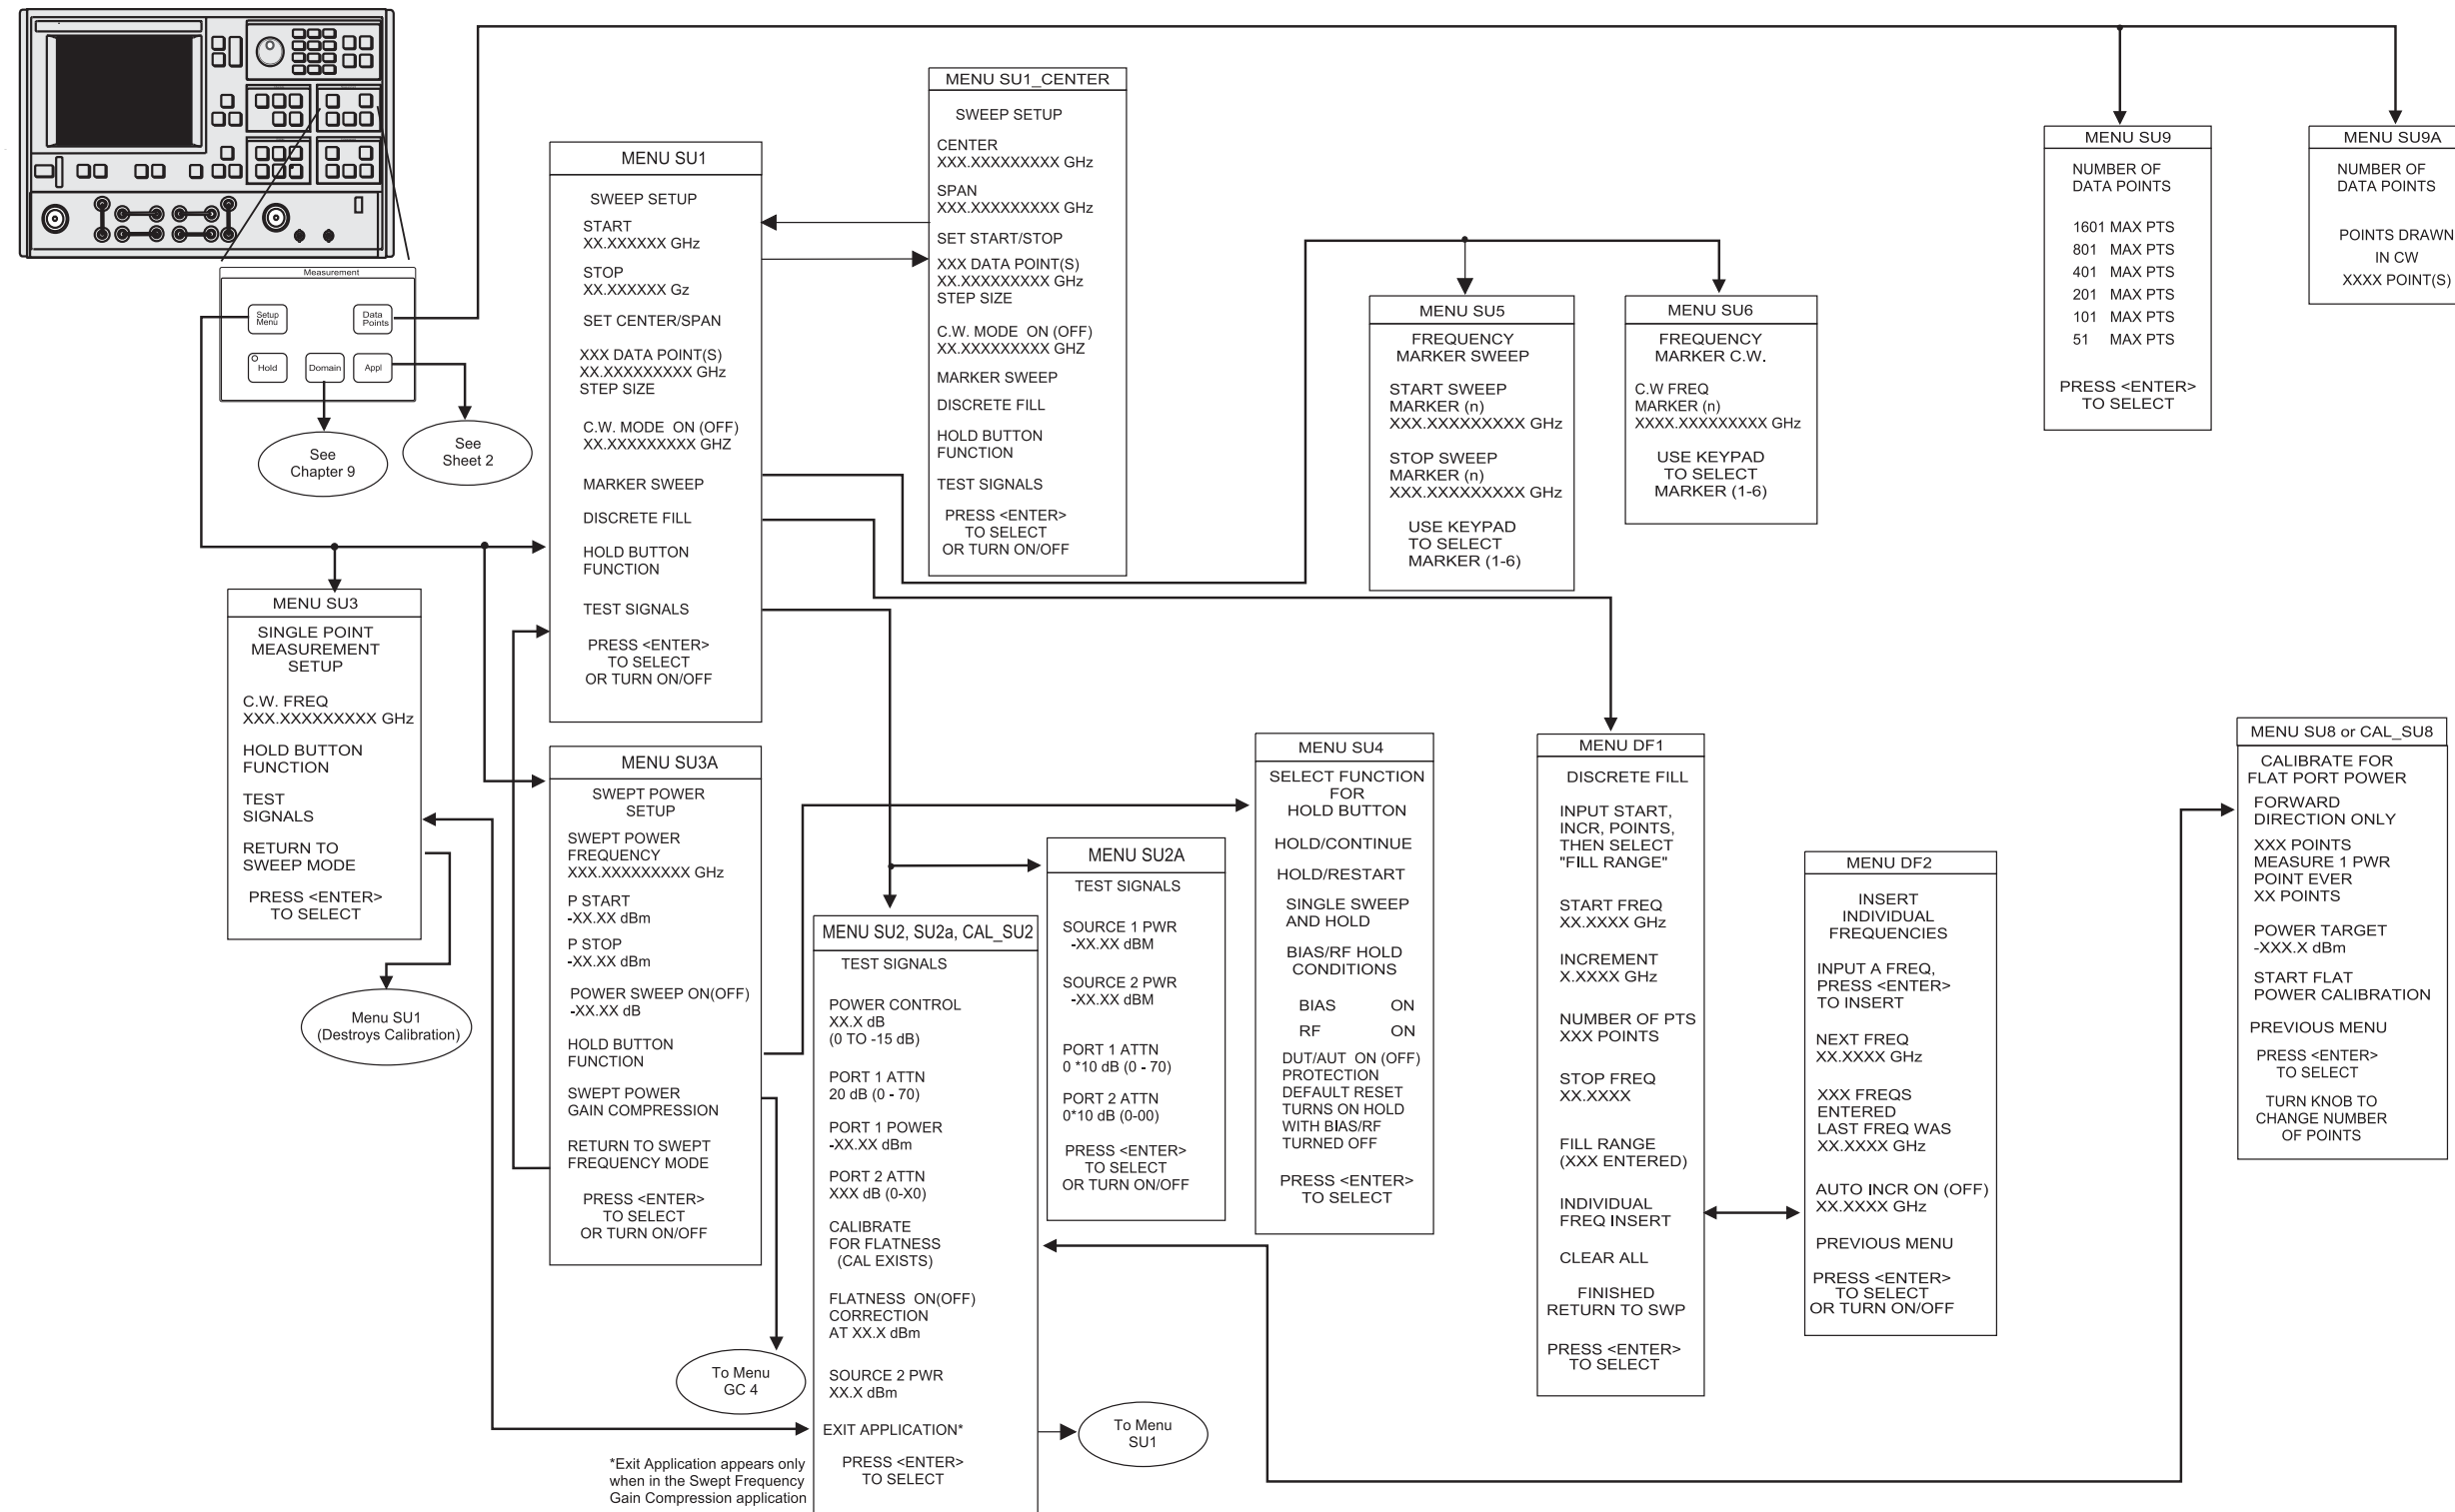 Measurement
Setup
Menu
Data
Points
Hold
Domain
Appl
See
Chapter 9
See
Sheet 2
MENU SU1
SWEEP SETUP
START
XX.XXXXXX GHz
STOP
XX.XXXXXX Gz
SET CENTER/SPAN
XXX DATA POINT(S)
XX.XXXXXXXXX GHz
STEP SIZE
C.W. MODE ON (OFF)
XX.XXXXXXXXX GHZ
MARKER SWEEP
DISCRETE FILL
HOLD BUTTON
FUNCTION
TEST SIGNALS
PRESS <ENTER>
TO SELECT
OR TURN ON/OFF
MENU SU1_CENTER
SWEEP SETUP
CENTER
XXX.XXXXXXXXX GHz
SPAN
XXX.XXXXXXXXX GHz
SET START/STOP
XXX DATA POINT(S)
XX.XXXXXXXXX GHz
STEP SIZE
C.W. MODE ON (OFF)
XX.XXXXXXXXX GHZ
MARKER SWEEP
DISCRETE FILL
HOLD BUTTON
FUNCTION
TEST SIGNALS
PRESS <ENTER>
TO SELECT
OR TURN ON/OFF
MENU SU5
FREQUENCY
MARKER SWEEP
START SWEEP
MARKER (n)
XXX.XXXXXXXXX GHz
STOP SWEEP
MARKER (n)
XXX.XXXXXXXXX GHz
USE KEYPAD
TO SELECT
MARKER (1-6)
MENU SU6
FREQUENCY
MARKER C.W.
C.W FREQ
MARKER (n)
XXXX.XXXXXXXXX GHz
USE KEYPAD
TO SELECT
MARKER (1-6)
MENU SU9
NUMBER OF
DATA POINTS
1601 MAX PTS
801 MAX PTS
401 MAX PTS
201 MAX PTS
101 MAX PTS
51 MAX PTS
PRESS <ENTER>
TO SELECT
MENU SU9A
NUMBER OF
DATA POINTS
POINTS DRAWN
IN CW
XXXX POINT(S)
MENU SU3
SINGLE POINT
MEASUREMENT
SETUP
C.W. FREQ
XXX.XXXXXXXXX GHz
HOLD BUTTON
FUNCTION
TEST
SIGNALS
RETURN TO
SWEEP MODE
PRESS <ENTER>
TO SELECT
Menu SU1
(Destroys Calibration)
MENU SU3A
SWEPT POWER
SETUP
SWEPT POWER
FREQUENCY
XXX.XXXXXXXXX GHz
P START
-XX.XX dBm
P STOP
-XX.XX dBm
POWER SWEEP ON(OFF)
-XX.XX dB
HOLD BUTTON
FUNCTION
SWEPT POWER
GAIN COMPRESSION
RETURN TO SWEPT
FREQUENCY MODE
PRESS <ENTER>
TO SELECT
OR TURN ON/OFF
To Menu
GC 4
*Exit Application appears only
when in the Swept Frequency
Gain Compression application
MENU SU2, SU2a, CAL_SU2
TEST SIGNALS
POWER CONTROL
XX.X dB
(0 TO -15 dB)
PORT 1 ATTN
20 dB (0 - 70)
PORT 1 POWER
-XX.XX dBm
PORT 2 ATTN
XXX dB (0-X0)
CALIBRATE
FOR FLATNESS
(CAL EXISTS)
FLATNESS ON(OFF)
CORRECTION
AT XX.X dBm
SOURCE 2 PWR
XX.X dBm
EXIT APPLICATION*
PRESS <ENTER>
TO SELECT
To Menu
SU1
MENU SU2A
TEST SIGNALS
SOURCE 1 PWR
-XX.XX dBM
SOURCE 2 PWR
-XX.XX dBM
PORT 1 ATTN
0 *10 dB (0 - 70)
PORT 2 ATTN
0*10 dB (0-00)
PRESS <ENTER>
TO SELECT
OR TURN ON/OFF
MENU SU4
SELECT FUNCTION
FOR
HOLD BUTTON
HOLD/CONTINUE
HOLD/RESTART
SINGLE SWEEP
AND HOLD
BIAS/RF HOLD
CONDITIONS
BIAS ON
RF ON
DUT/AUT ON (OFF)
PROTECTION
DEFAULT RESET
TURNS ON HOLD
WITH BIAS/RF
TURNED OFF
PRESS <ENTER>
TO SELECT
MENU DF1
DISCRETE FILL
INPUT START,
INCR, POINTS,
THEN SELECT
"FILL RANGE"
START FREQ
XX.XXXX GHz
INCREMENT
X.XXXX GHz
NUMBER OF PTS
XXX POINTS
STOP FREQ
XX.XXXX
FILL RANGE
(XXX ENTERED)
INDIVIDUAL
FREQ INSERT
CLEAR ALL
FINISHED
RETURN TO SWP
PRESS <ENTER>
TO SELECT
MENU DF2
INSERT
INDIVIDUAL
FREQUENCIES
INPUT A FREQ,
PRESS <ENTER>
TO INSERT
NEXT FREQ
XX.XXXX GHz
XXX FREQS
ENTERED
LAST FREQ WAS
XX.XXXX GHz
AUTO INCR ON (OFF)
XX.XXXX GHz
PREVIOUS MENU
PRESS <ENTER>
TO SELECT
OR TURN ON/OFF
MENU SU8 or CAL_SU8
CALIBRATE FOR
FLAT PORT POWER
FORWARD
DIRECTION ONLY
XXX POINTS
MEASURE 1 PWR
POINT EVER
XX POINTS
POWER TARGET
-XXX.X dBm
START FLAT
POWER CALIBRATION
PREVIOUS MENU
PRESS <ENTER>
TO SELECT
TURN KNOB TO
CHANGE NUMBER
OF POINTS